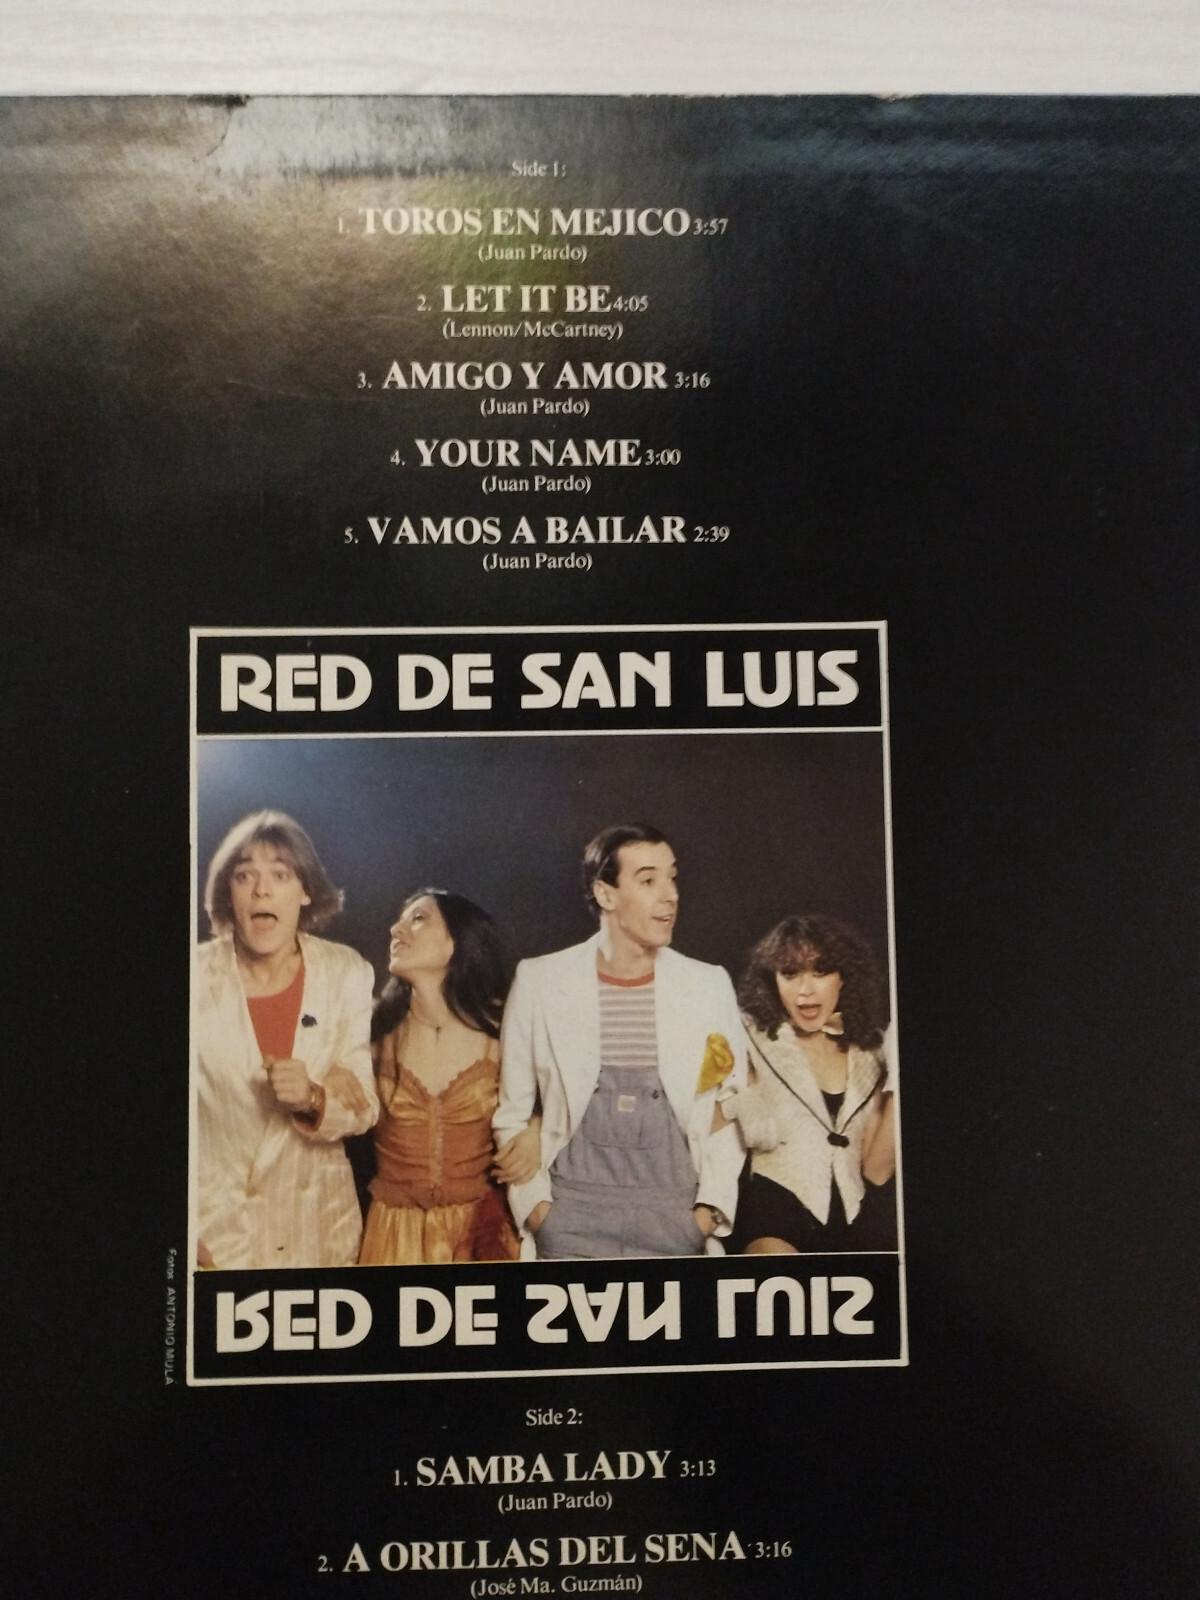 Side 1:
1. TOROS EN MEJICO 3:57
(Juan Pardo)
2. LET IT BE 4:05
(Lennon/McCartney)
3. AMIGO Y AMOR 3:16
(Juan Pardo)
4. YOUR NAME 3:00
(Juan Pardo)
5. VAMOS A BAILAR 2:39
(Juan Pardo)
RED DE SAN LUIS
RED DE SAN LUIS
Fotos ANTONIO MULA
Side 2:
1. SAMBA LADY 3:13
(Juan Pardo)
2. A ORILLAS DEL SENA 3:16
(José Ma. Guzmán)